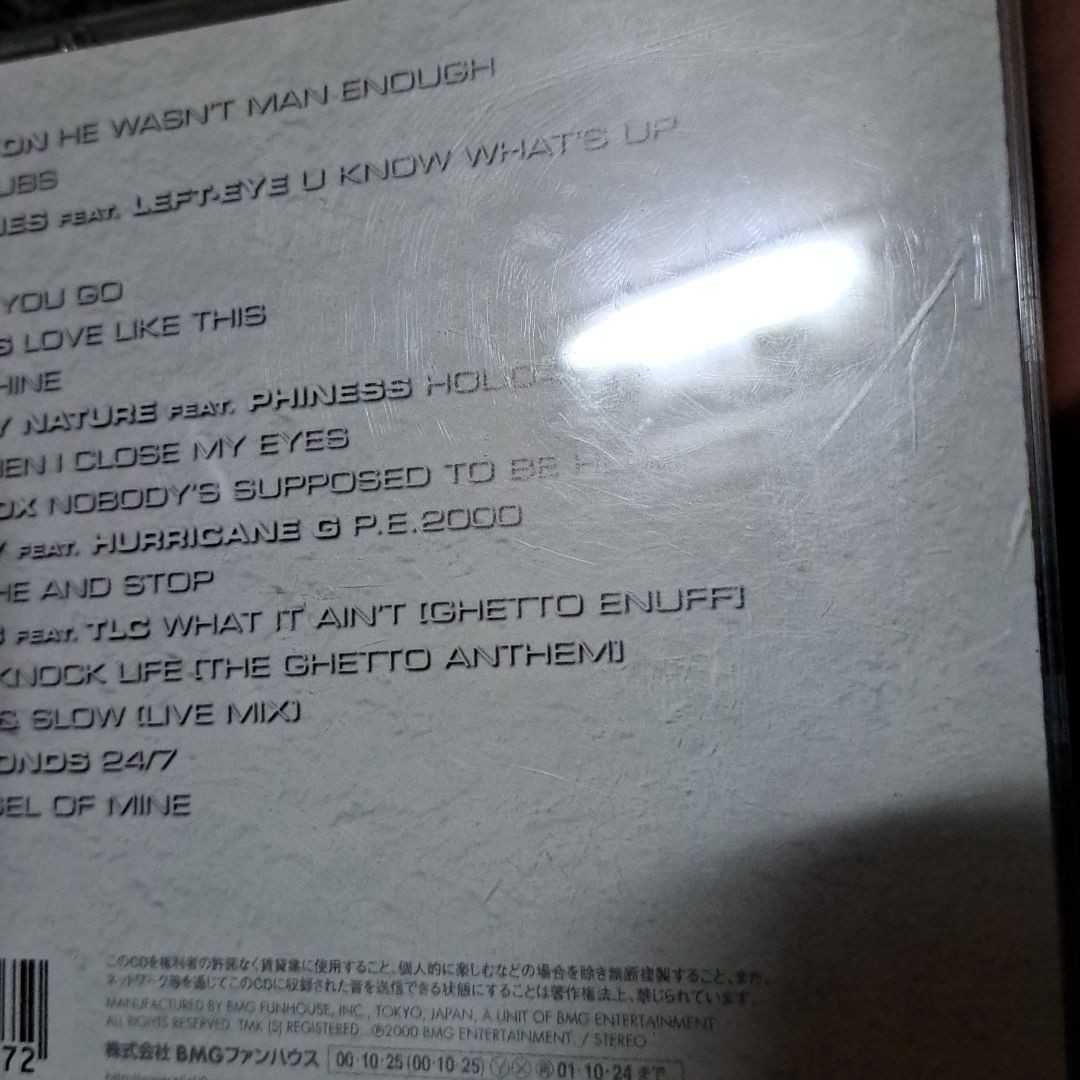 ON HE WASN'T MAN ENOUGH
UBS
NES FEAT. LEFT-EYE U KNOW WHAT'S UP
YOU GO
S LOVE LIKE THIS
HINE
Y NATURE FEAT. PHINESS
HEN I CLOSE MY EYES
OX NOBODY'S SUPPOSED TO BE
Y FEAT. HURRICANE G P.E.2000
HE AND STOP
FEAT. TLC WHAT IT AIN'T (GHETTO ENUFF)
KNOCK LIFE (THE GHETTO ANTHEM)
& SLOW (LIVE MIX)
ONDS 24/7
GEL OF MINE
このCDを権利者の許諾なく賃貸業に使用すること、個人的に楽しむなどの場合を除き無断複製すること、また、
ネットワーク等を通じてこのCDに収録された音を送信できる状態にすることは著作権法上、禁じられています。
MANUFACTURED BY BMG FUNHOUSE, INC., TOKYO, JAPAN, A UNIT OF BMG ENTERTAINMENT
ALL RIGHTS RESERVED. TMK (S) REGISTERED. ℗2000 BMG ENTERTAINMENT. / STEREO
72
株式会社 BMGファンハウス 00・10・25(00・10・25) Ⓨ Ⓧ 再 01・10・24まで